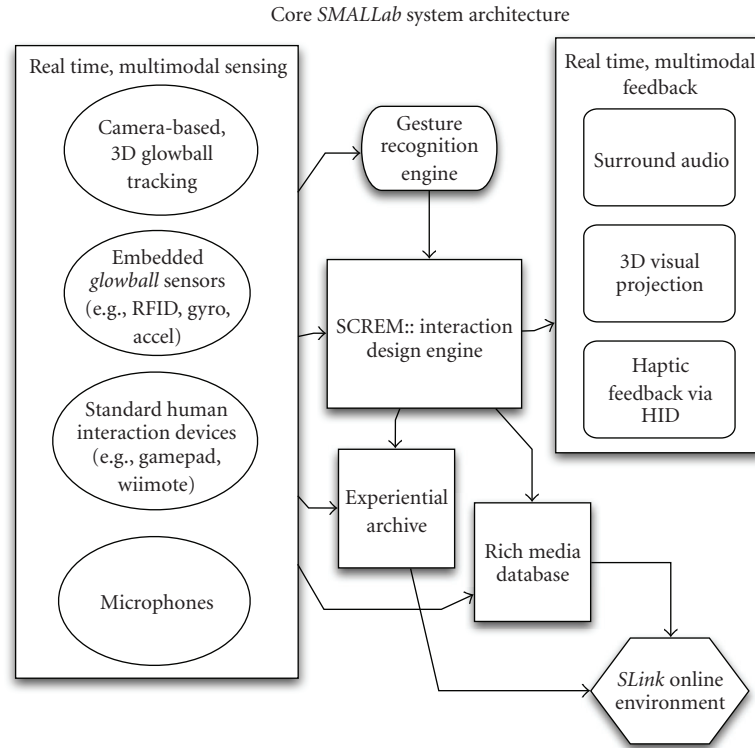 Core SMALLab system architecture
Real time, multimodal sensing
Camera-based,
3D glowball
tracking
Embedded
glowball sensors
(e.g., RFID, gyro,
accel)
Standard human
interaction devices
(e.g., gamepad,
wiimote)
Microphones
Gesture
recognition
engine
SCREM:: interaction
design engine
Experiential
archive
Rich media
database
Real time, multimodal
feedback
Surround audio
3D visual
projection
Haptic
feedback via
HID
SLink online
environment